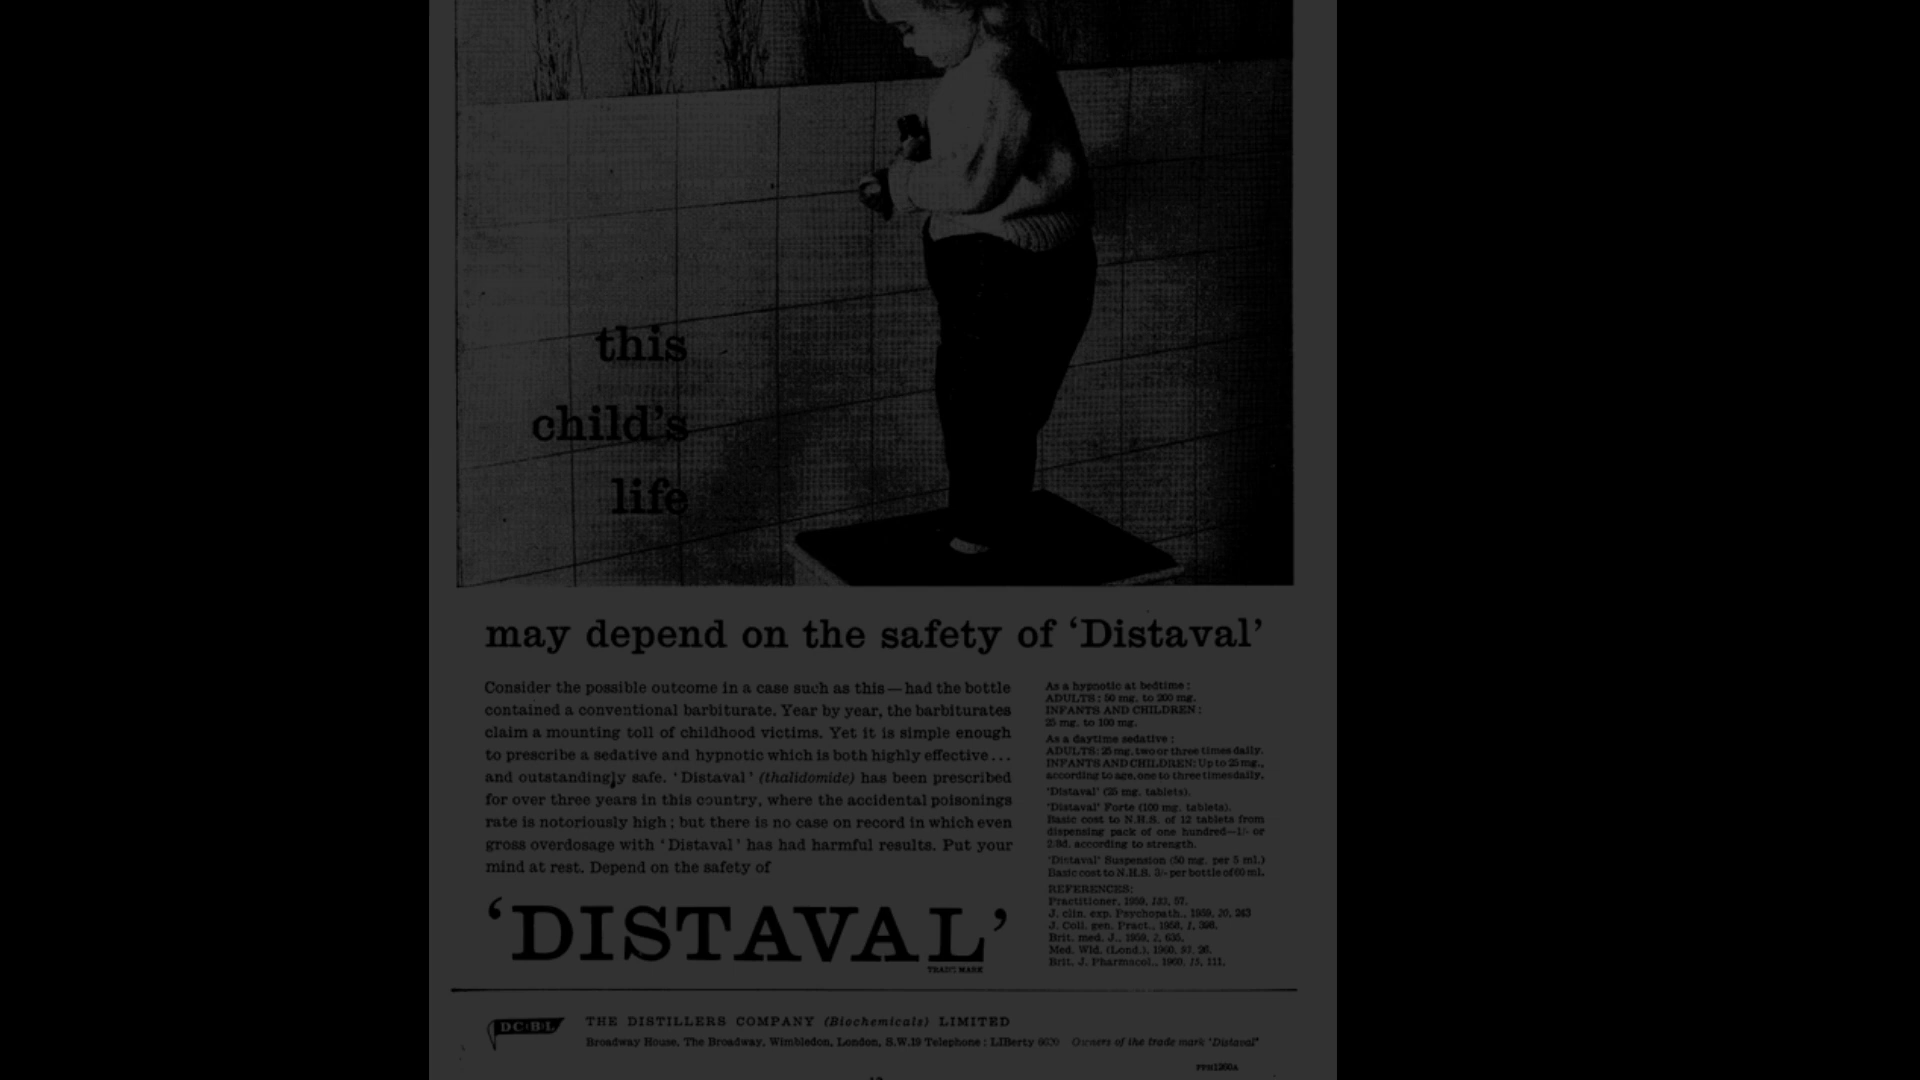 this
child's
life
may depend on the safety of 'Distaval'
Consider the possible outcome in a case such as this—had the bottle
contained a conventional barbiturate. Year by year, the barbiturates
claim a mounting toll of childhood victims. Yet it is simple enough
to prescribe a sedative and hypnotic which is both highly effective...
and outstandingly safe. 'Distaval' (thalidomide) has been prescribed
for over three years in this country, where the accidental poisonings
rate is notoriously high; but there is no case on record in which even
gross overdosage with 'Distaval' has had harmful results. Put your
mind at rest. Depend on the safety of
'DISTAVAL'
TRADE MARK
As a hypnotic at bedtime:
ADULTS: 50 mg. to 200 mg.
INFANTS AND CHILDREN:
25 mg. to 100 mg.
As a daytime sedative:
ADULTS: 25 mg. two or three times daily.
INFANTS AND CHILDREN: Up to 25 mg.,
according to age, one to three times daily.
'Distaval' (25 mg. tablets).
'Distaval' Forte (100 mg. tablets).
Basic cost to N.H.S. of 12 tablets from
dispensing pack of one hundred—1/- or
2/8d. according to strength.
'Distaval' Suspension (50 mg. per 5 ml.)
Basic cost to N.H.S. 3/- per bottle of 60 ml.
REFERENCES:
Practitioner, 1959, 183, 57.
J. clin. exp. Psychopath., 1959, 20, 243
J. Coll. gen. Pract., 1958, 1, 398.
Brit. med. J., 1959, 2, 635.
Med. Wld. (Lond.), 1960, 93, 26.
Brit. J. Pharmacol., 1960, 15, 111.
DC(B)L
THE DISTILLERS COMPANY (Biochemicals) LIMITED
Broadway House, The Broadway, Wimbledon, London, S.W.19 Telephone: LIBerty 6600 Owners of the trade mark 'Distaval'